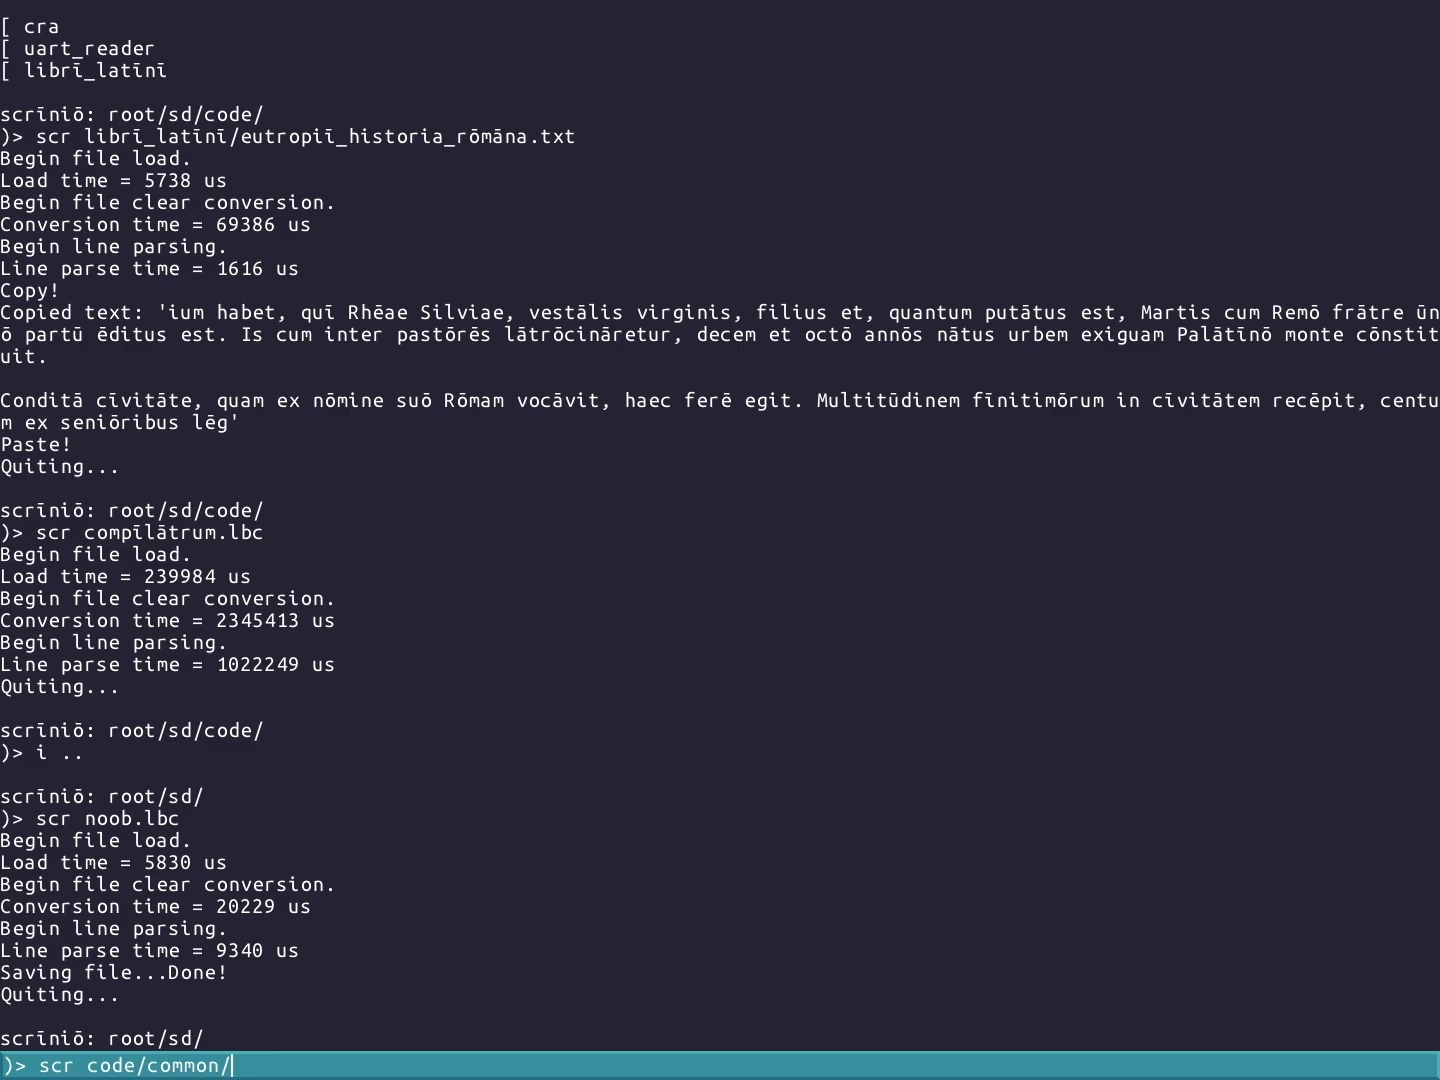 [ cra
[ uart_reader
[ librī_latīnī
scrīniō: root/sd/code/
)> scr librī_latīnī/eutropiī_historia_rōmāna.txt
Begin file load.
Load time = 5738 us
Begin file clear conversion.
Conversion time = 69386 us
Begin line parsing.
Line parse time = 1616 us
Copy!
Copied text: 'ium habet, quī Rhēae Silviae, vestālis virginis, fīlius et, quantum putātus est, Martis cum Remō frātre ūn
ō partū ēditus est. Is cum inter pastōrēs lātrōcināretur, decem et octō annōs nātus urbem exiguam Palātīnō monte cōnstit
uit.
Conditā cīvitāte, quam ex nōmine suō Rōmam vocāvit, haec ferē egit. Multitūdinem fīnitimōrum in cīvitātem recēpit, centu
m ex seniōribus lēg'
Paste!
Quiting...
scrīniō: root/sd/code/
)> scr compīlātrum.lbc
Begin file load.
Load time = 239984 us
Begin file clear conversion.
Conversion time = 2345413 us
Begin line parsing.
Line parse time = 1022249 us
Quiting...
scrīniō: root/sd/code/
)> i ..
scrīniō: root/sd/
)> scr noob.lbc
Begin file load.
Load time = 5830 us
Begin file clear conversion.
Conversion time = 20229 us
Begin line parsing.
Line parse time = 9340 us
Saving file...Done!
Quiting...
scrīniō: root/sd/
)> scr code/common/